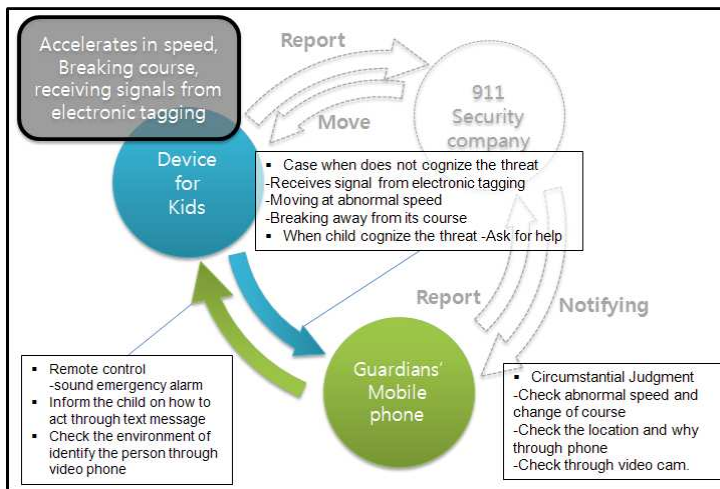 Accelerates in speed,
Breaking course,
receiving signals from
electronic tagging
Report
Move
911
Security
company
Device
for
Kids
▪ Case when does not cognize the threat
-Receives signal from electronic tagging
-Moving at abnormal speed
-Breaking away from its course
▪ When child cognize the threat -Ask for help
Report
Notifying
▪ Remote control
-sound emergency alarm
▪ Inform the child on how to
act through text message
▪ Check the environment of
identify the person through
video phone
Guardians'
Mobile
phone
▪ Circumstantial Judgment
-Check abnormal speed and
change of course
-Check the location and why
through phone
-Check through video cam.